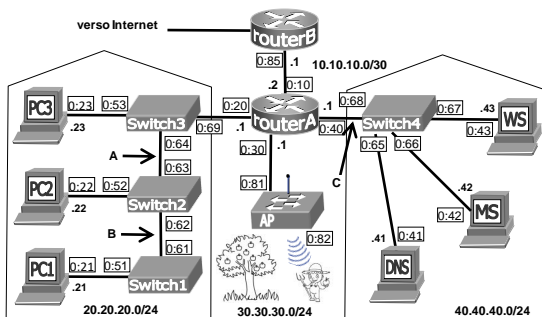 verso Internet
routerB
0:85
.1
10.10.10.0/30
.2
0:10
PC3
0:23
0:53
Switch3
.23
0:20
0:69
.1
routerA
.1
0:40
0:68
Switch4
0:67
.43
0:43
WS
A
0:64
0:63
0:30
.1
0:65
0:66
C
PC2
0:22
0:52
Switch2
.22
0:81
AP
.42
0:42
MS
B
0:62
0:61
0:82
.41
0:41
PC1
0:21
0:51
Switch1
.21
DNS
20.20.20.0/24
30.30.30.0/24
40.40.40.0/24